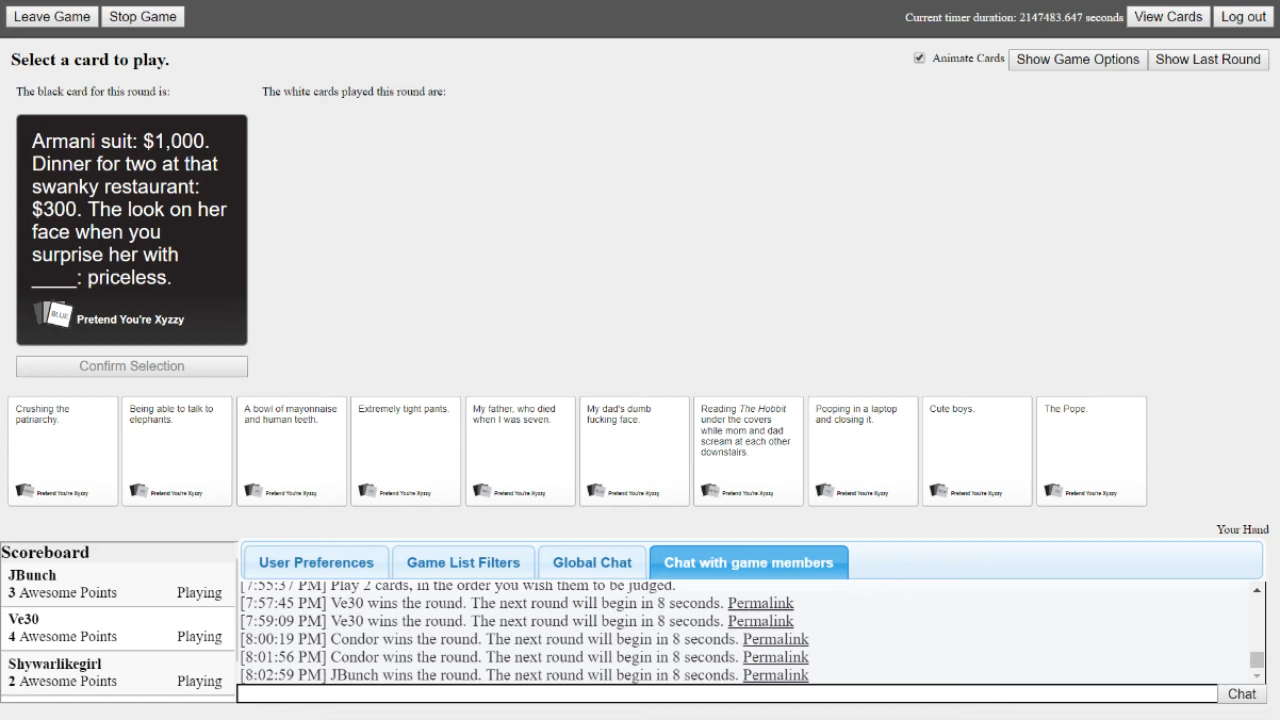 Leave Game Stop Game Current timer duration: 2147483.647 seconds View Cards Log out
Select a card to play. Animate Cards Show Game Options Show Last Round
The black card for this round is: The white cards played this round are:
Armani suit: $1,000.
Dinner for two at that
swanky restaurant:
$300. The look on her
face when you
surprise her with
____: priceless.
BLUE Pretend You're Xyzzy
Confirm Selection
Crushing the
patriarchy.
Pretend You're Xyzzy
Being able to talk to
elephants.
Pretend You're Xyzzy
A bowl of mayonnaise
and human teeth.
Pretend You're Xyzzy
Extremely tight pants.
Pretend You're Xyzzy
My father, who died
when I was seven.
Pretend You're Xyzzy
My dad's dumb
fucking face.
Pretend You're Xyzzy
Reading The Hobbit
under the covers
while mom and dad
scream at each other
downstairs.
Pretend You're Xyzzy
Pooping in a laptop
and closing it.
Pretend You're Xyzzy
Cute boys.
Pretend You're Xyzzy
The Pope.
Pretend You're Xyzzy
Your Hand
Scoreboard
JBunch
3 Awesome Points Playing
Ve30
4 Awesome Points Playing
Shywarlikegirl
2 Awesome Points Playing
User Preferences Game List Filters Global Chat Chat with game members
[7:55:37 PM] Play 2 cards, in the order you wish them to be judged.
[7:57:45 PM] Ve30 wins the round. The next round will begin in 8 seconds. Permalink
[7:59:09 PM] Ve30 wins the round. The next round will begin in 8 seconds. Permalink
[8:00:19 PM] Condor wins the round. The next round will begin in 8 seconds. Permalink
[8:01:56 PM] Condor wins the round. The next round will begin in 8 seconds. Permalink
[8:02:59 PM] JBunch wins the round. The next round will begin in 8 seconds. Permalink
Chat